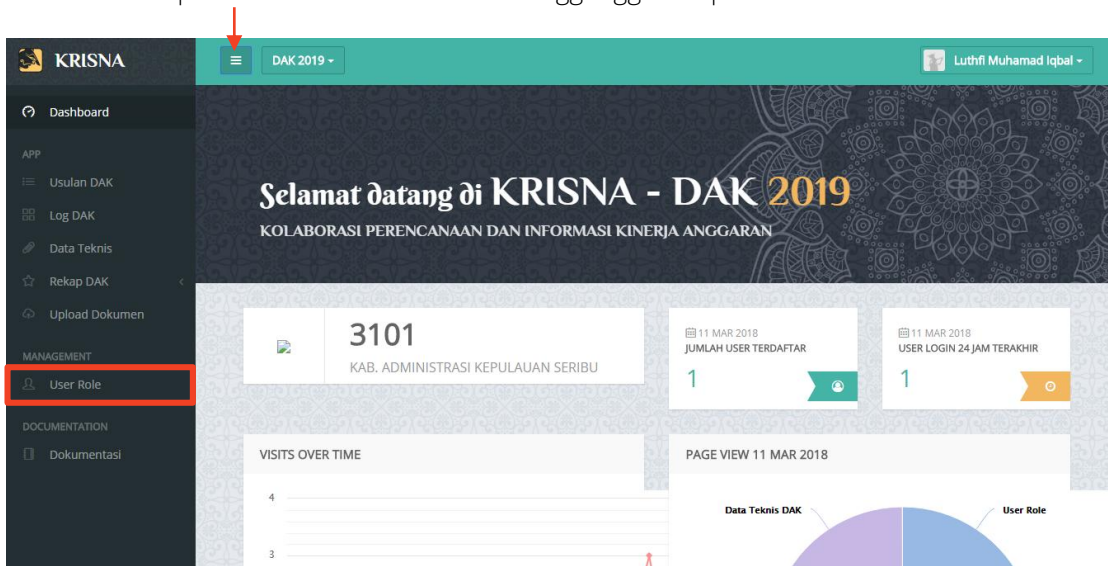 KRISNA
DAK 2019
Luthfi Muhamad Iqbal
Dashboard
APP
Usulan DAK
Log DAK
Data Teknis
Rekap DAK
Upload Dokumen
MANAGEMENT
User Role
DOCUMENTATION
Dokumentasi
Selamat datang di KRISNA - DAK 2019
KOLABORASI PERENCANAAN DAN INFORMASI KINERJA ANGGARAN
3101
KAB. ADMINISTRASI KEPULAUAN SERIBU
11 MAR 2018
JUMLAH USER TERDAFTAR
1
11 MAR 2018
USER LOGIN 24 JAM TERAKHIR
1
VISITS OVER TIME
4
3
PAGE VIEW 11 MAR 2018
Data Teknis DAK
User Role